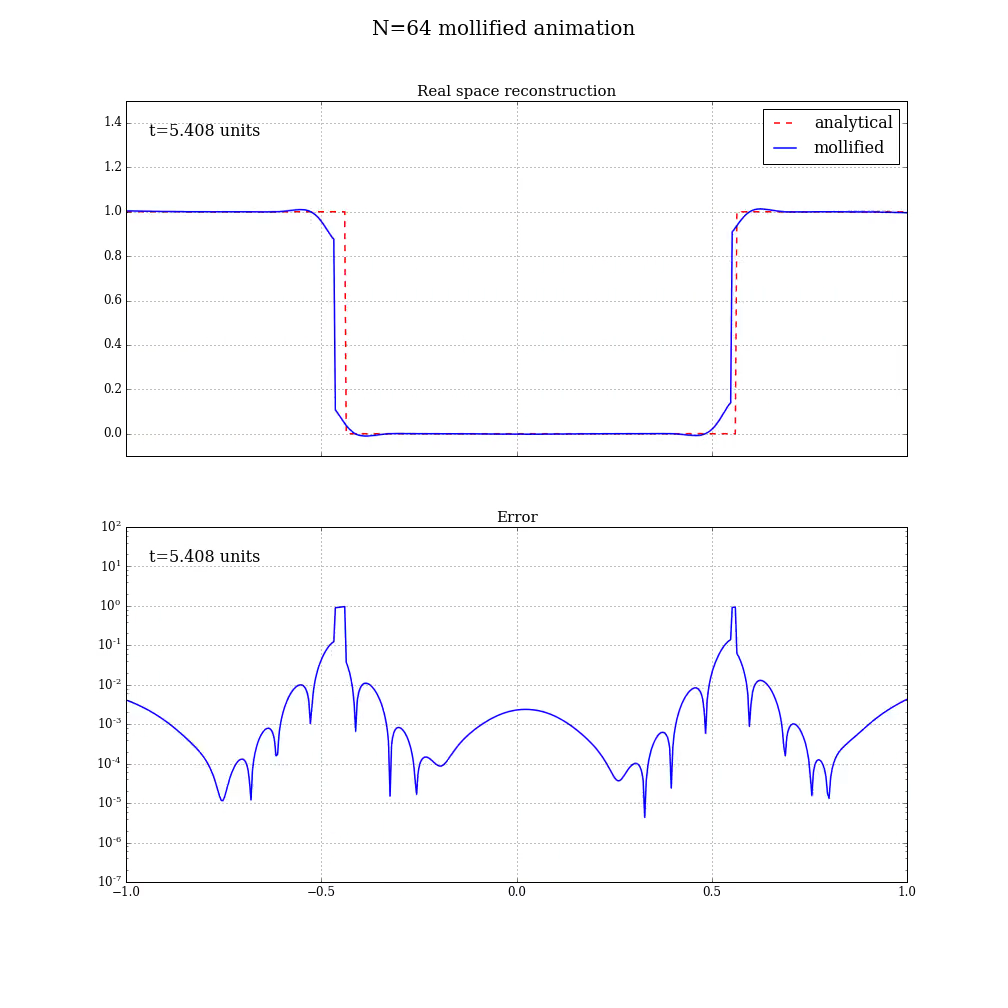 N=64 mollified animation
Real space reconstruction
t=5.408 units
analytical
mollified
1.4
1.2
1.0
0.8
0.6
0.4
0.2
0.0
Error
t=5.408 units
10²
10¹
10⁰
10⁻¹
10⁻²
10⁻³
10⁻⁴
10⁻⁵
10⁻⁶
10⁻⁷
−1.0 −0.5 0.0 0.5 1.0